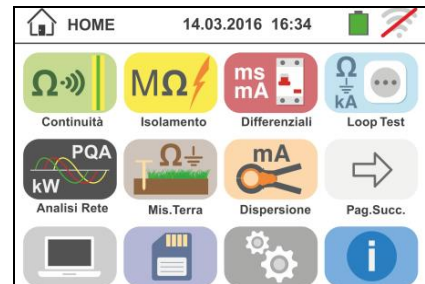 HOME 14.03.2016 16:34
Ω MΩ ms mA Ω kA
Continuità Isolamento Differenziali Loop Test
PQA kW Ω mA
Analisi Rete Mis.Terra Dispersione Pag.Succ.
i